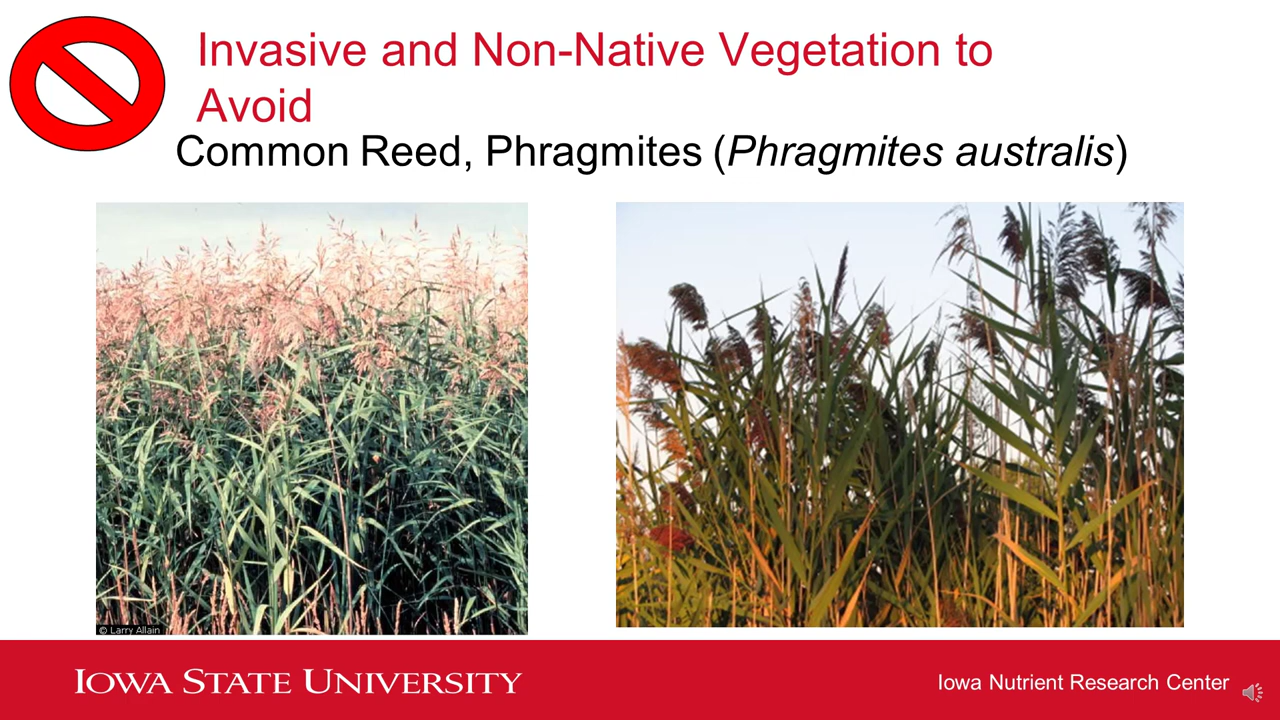 Invasive and Non-Native Vegetation to
Avoid
Common Reed, Phragmites (Phragmites australis)
© Larry Allain
IOWA STATE UNIVERSITY
Iowa Nutrient Research Center